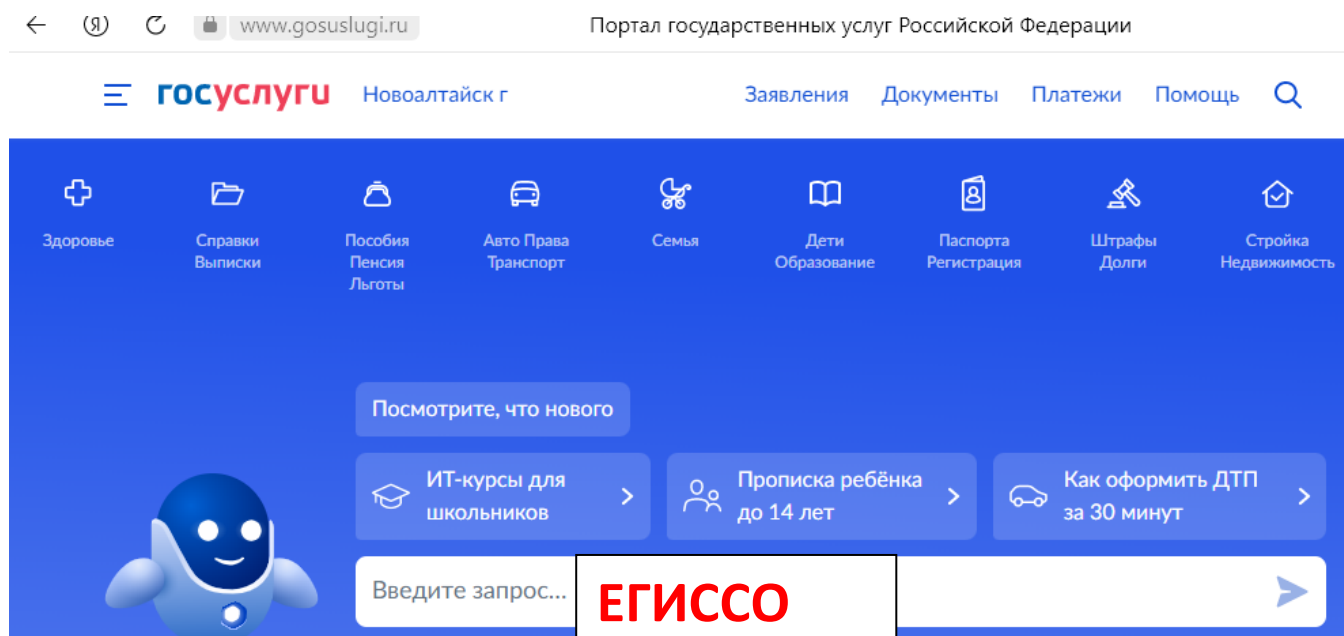 www.gosuslugi.ru Портал государственных услуг Российской Федерации
госуслуги Новоалтайск г Заявления Документы Платежи Помощь
Здоровье
Справки
Выписки
Пособия
Пенсия
Льготы
Авто Права
Транспорт
Семья
Дети
Образование
Паспорта
Регистрация
Штрафы
Долги
Стройка
Недвижимость
Посмотрите, что нового
ИТ-курсы для
школьников
Прописка ребёнка
до 14 лет
Как оформить ДТП
за 30 минут
Введите запрос...
ЕГИССО